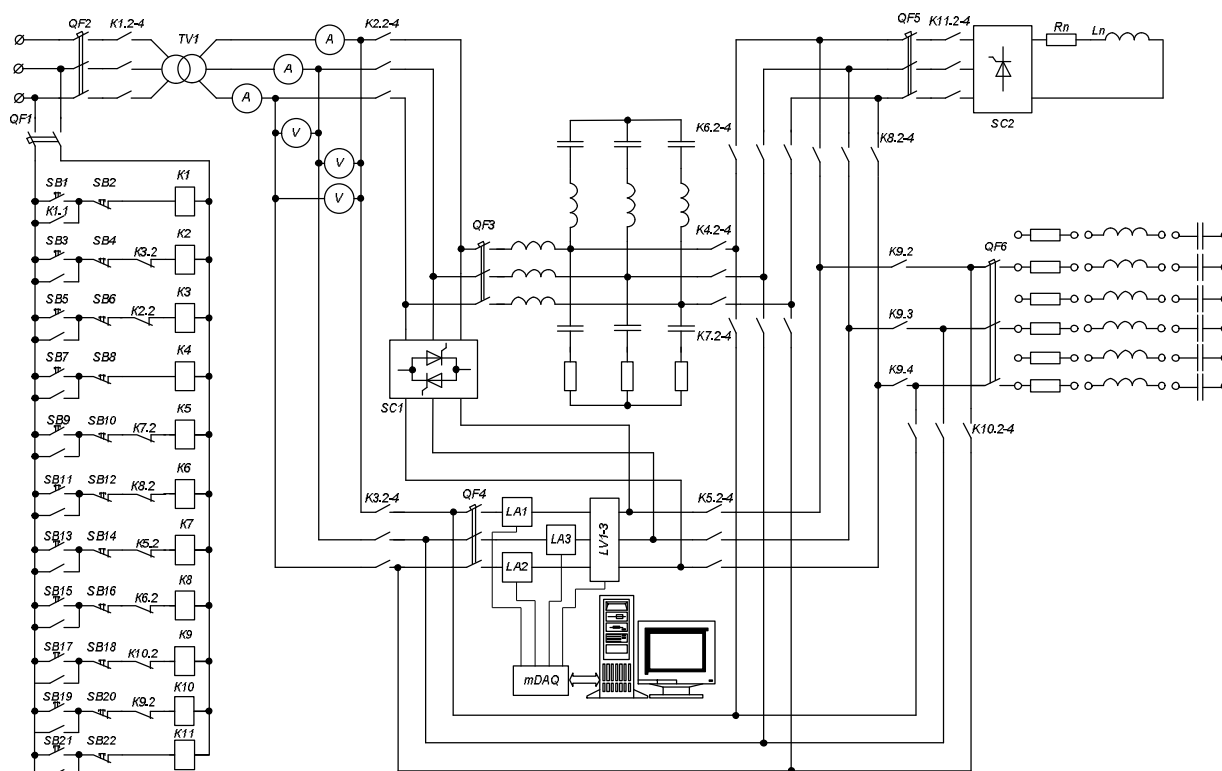 QF2 K1.2-4
TV1
A
K2.2-4
A
A
QF5 K11.2-4
Rn Ln
SC2
QF1
V
V
V
K6.2-4
K8.2-4
SB1 SB2 K1
K1.1
SB3 SB4 K3.2 K2
SB5 SB6 K2.2 K3
SB7 SB8 K4
SB9 SB10 K7.2 K5
SB11 SB12 K8.2 K6
SB13 SB14 K5.2 K7
SB15 SB16 K6.2 K8
SB17 SB18 K10.2 K9
SB19 SB20 K9.2 K10
SB21 SB22 K11
QF3
K4.2-4
K7.2-4
SC1
K9.2
K9.3
K9.4
QF6
K10.2-4
K3.2-4 QF4
LA1
LA3
LA2
LV1-3
K5.2-4
mDAQ